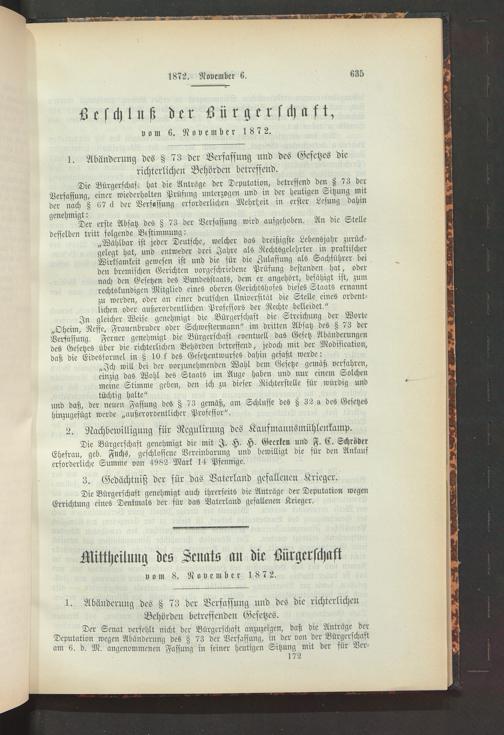 1872. November 6.
635
Beschluß der Bürgerschaft,
vom 6. November 1872.
1. Abänderung des § 73 der Verfassung und des Gesetzes die
richterlichen Behörden betreffend.
Die Bürgerschaft hat die Anträge der Deputation, betreffend den § 73 der
Verfassung, einer wiederholten Prüfung unterzogen und in der heutigen Sitzung mit
der nach § 67 d der Verfassung erforderlichen Mehrheit in erster Lesung dahin
genehmigt:
Der erste Absatz des § 73 der Verfassung wird aufgehoben. An die Stelle
desselben tritt folgende Bestimmung:
„Wählbar ist jeder Deutsche, welcher das dreißigste Lebensjahr zurück-
gelegt hat, und entweder drei Jahre als Rechtsgelehrter in praktischer
Wirksamkeit gewesen ist und die für die Zulassung als Sachführer bei
den bremischen Gerichten vorgeschriebene Prüfung bestanden hat, oder
nach den Gesetzen des Bundesstaats, dem er angehört, befähigt ist, zum
rechtskundigen Mitglied eines oberen Gerichtshofes dieses Staats ernannt
zu werden, oder an einer deutschen Universität die Stelle eines ordent-
lichen oder außerordentlichen Professors der Rechte bekleidet."
In gleicher Weise genehmigt die Bürgerschaft die Streichung der Worte
„Oheim, Neffe, Frauenbruder oder Schwestermann" im dritten Absatz des § 73 der
Verfassung. Ferner genehmigt die Bürgerschaft eventuell das Gesetz Abänderungen
des Gesetzes über die richterlichen Behörden betreffend, jedoch mit der Modification,
daß die Eidesformel in § 10 f des Gesetzentwurfes dahin gefaßt werde:
„Ich will bei der vorzunehmenden Wahl dem Gesetze gemäß verfahren,
einzig das Wohl des Staats im Auge haben und nur einem Solchen
meine Stimme geben, den ich zu dieser Richterstelle für würdig und
tüchtig halte"
und daß, der neuen Fassung des § 73 gemäß, am Schlusse des § 32 a des Gesetzes
hinzugefügt werde „außerordentlicher Professor".
2. Nachbewilligung für Regulirung des Kaufmannsmühlenkamp.
Die Bürgerschaft genehmigt die mit J. H. H. Geerken und F. C. Schröder
Ehefrau, geb. Fuchs, geschlossene Vereinbarung und bewilligt die für den Ankauf
erforderliche Summe von 4982 Mark 14 Pfennige.
3. Gedächtniß der für das Vaterland gefallenen Krieger.
Die Bürgerschaft genehmigt auch ihrerseits die Anträge der Deputation wegen
Errichtung eines Denkmals der für das Vaterland gefallenen Krieger.
Mittheilung des Senats an die Bürgerschaft
vom 8. November 1872.
1. Abänderung des § 73 der Verfassung und des die richterlichen
Behörden betreffenden Gesetzes.
Der Senat verfehlt nicht der Bürgerschaft anzuzeigen, daß die Anträge der
Deputation wegen Abänderung des § 73 der Verfassung, in der von der Bürgerschaft
am 6. d. M. angenommenen Fassung in seiner heutigen Sitzung mit der für Ver-
172